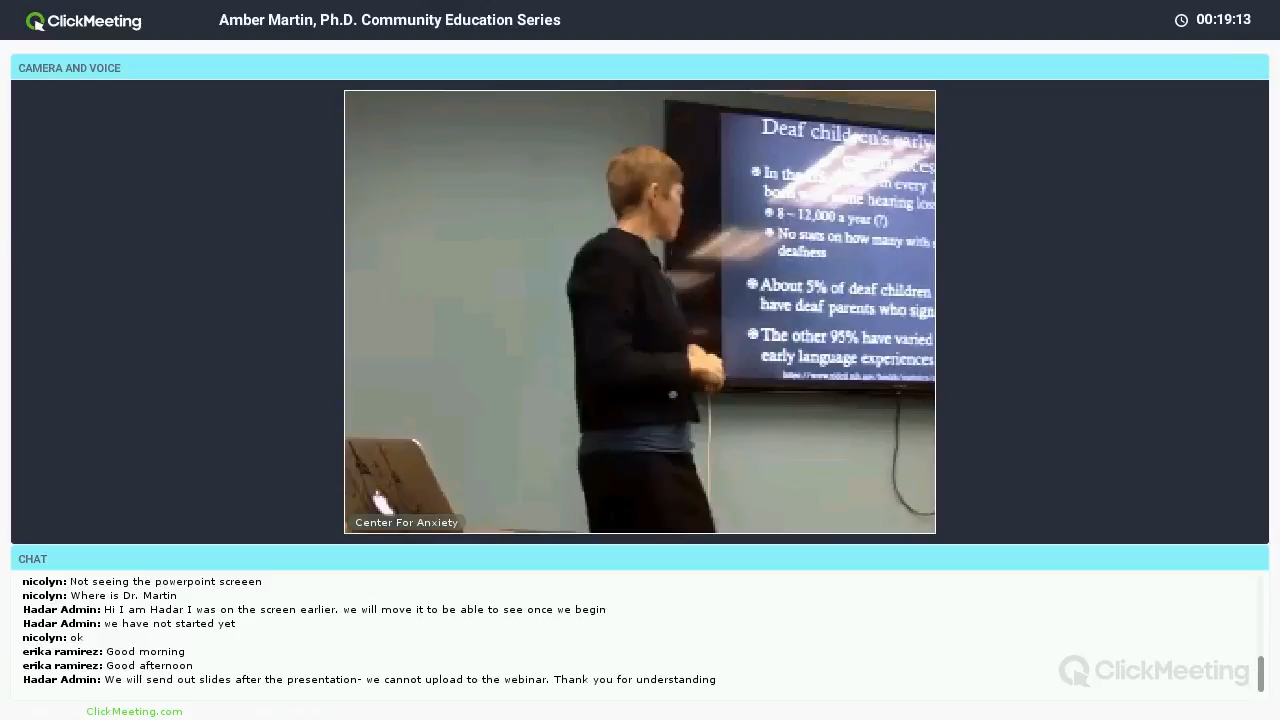 ClickMeeting
Amber Martin, Ph.D. Community Education Series
00:19:13
CAMERA AND VOICE
Deaf children's early
In the
every
hearing loss
8 – 12,000 a year (?)
No stats on how many with
deafness
About 5% of deaf children
have deaf parents who sign
The other 95% have varied
early language experiences
Center For Anxiety
CHAT
nicolyn: Not seeing the powerpoint screeen
nicolyn: Where is Dr. Martin
Hadar Admin: Hi I am Hadar I was on the screen earlier. we will move it to be able to see once we begin
Hadar Admin: we have not started yet
nicolyn: ok
erika ramirez: Good morning
erika ramirez: Good afternoon
Hadar Admin: We will send out slides after the presentation- we cannot upload to the webinar. Thank you for understanding
ClickMeeting
ClickMeeting.com